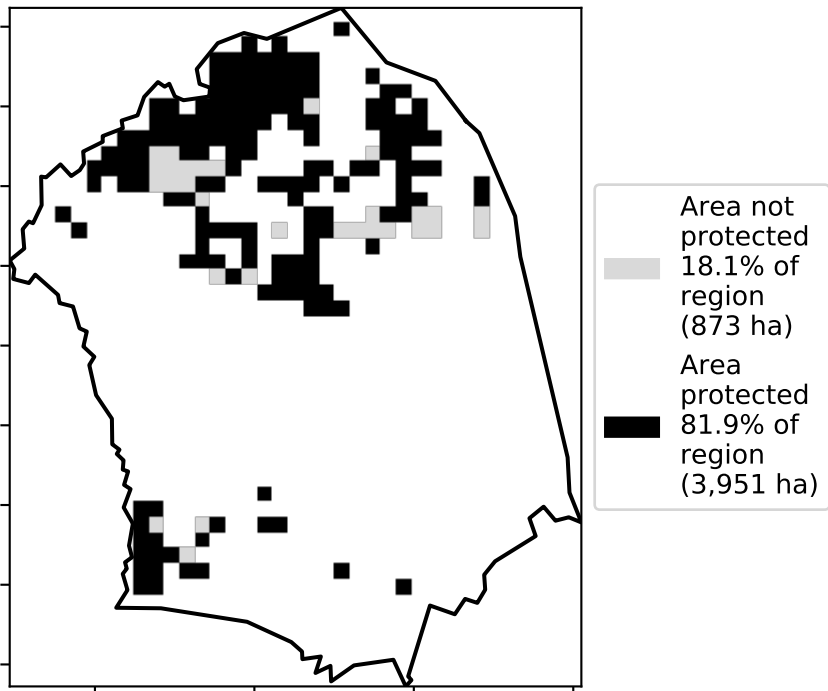 Area not
protected
18.1% of
region
(873 ha)
Area
protected
81.9% of
region
(3,951 ha)